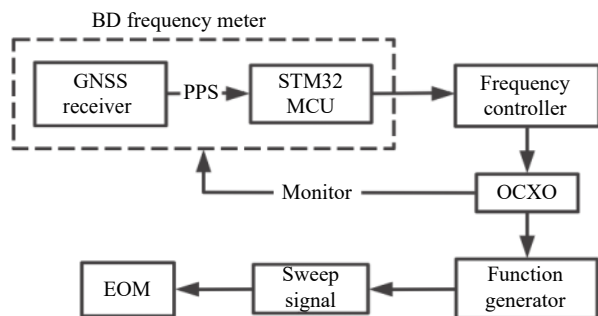 BD frequency meter
GNSS
receiver
PPS
STM32
MCU
Frequency
controller
Monitor
OCXO
EOM
Sweep
signal
Function
generator